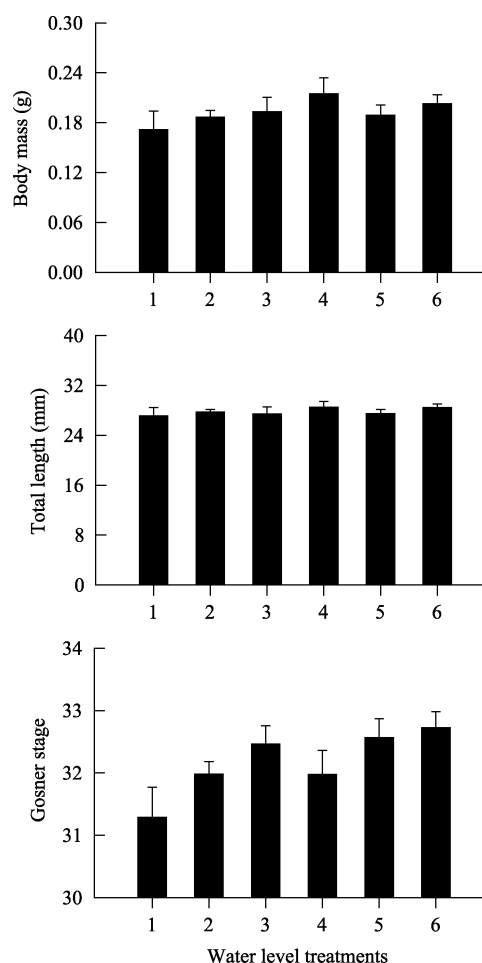 Body mass (g)
0.30
0.24
0.18
0.12
0.06
0.00
1 2 3 4 5 6
Total length (mm)
40
32
28
24
16
8
0
1 2 3 4 5 6
Gosner stage
34
33
32
31
30
1 2 3 4 5 6
Water level treatments